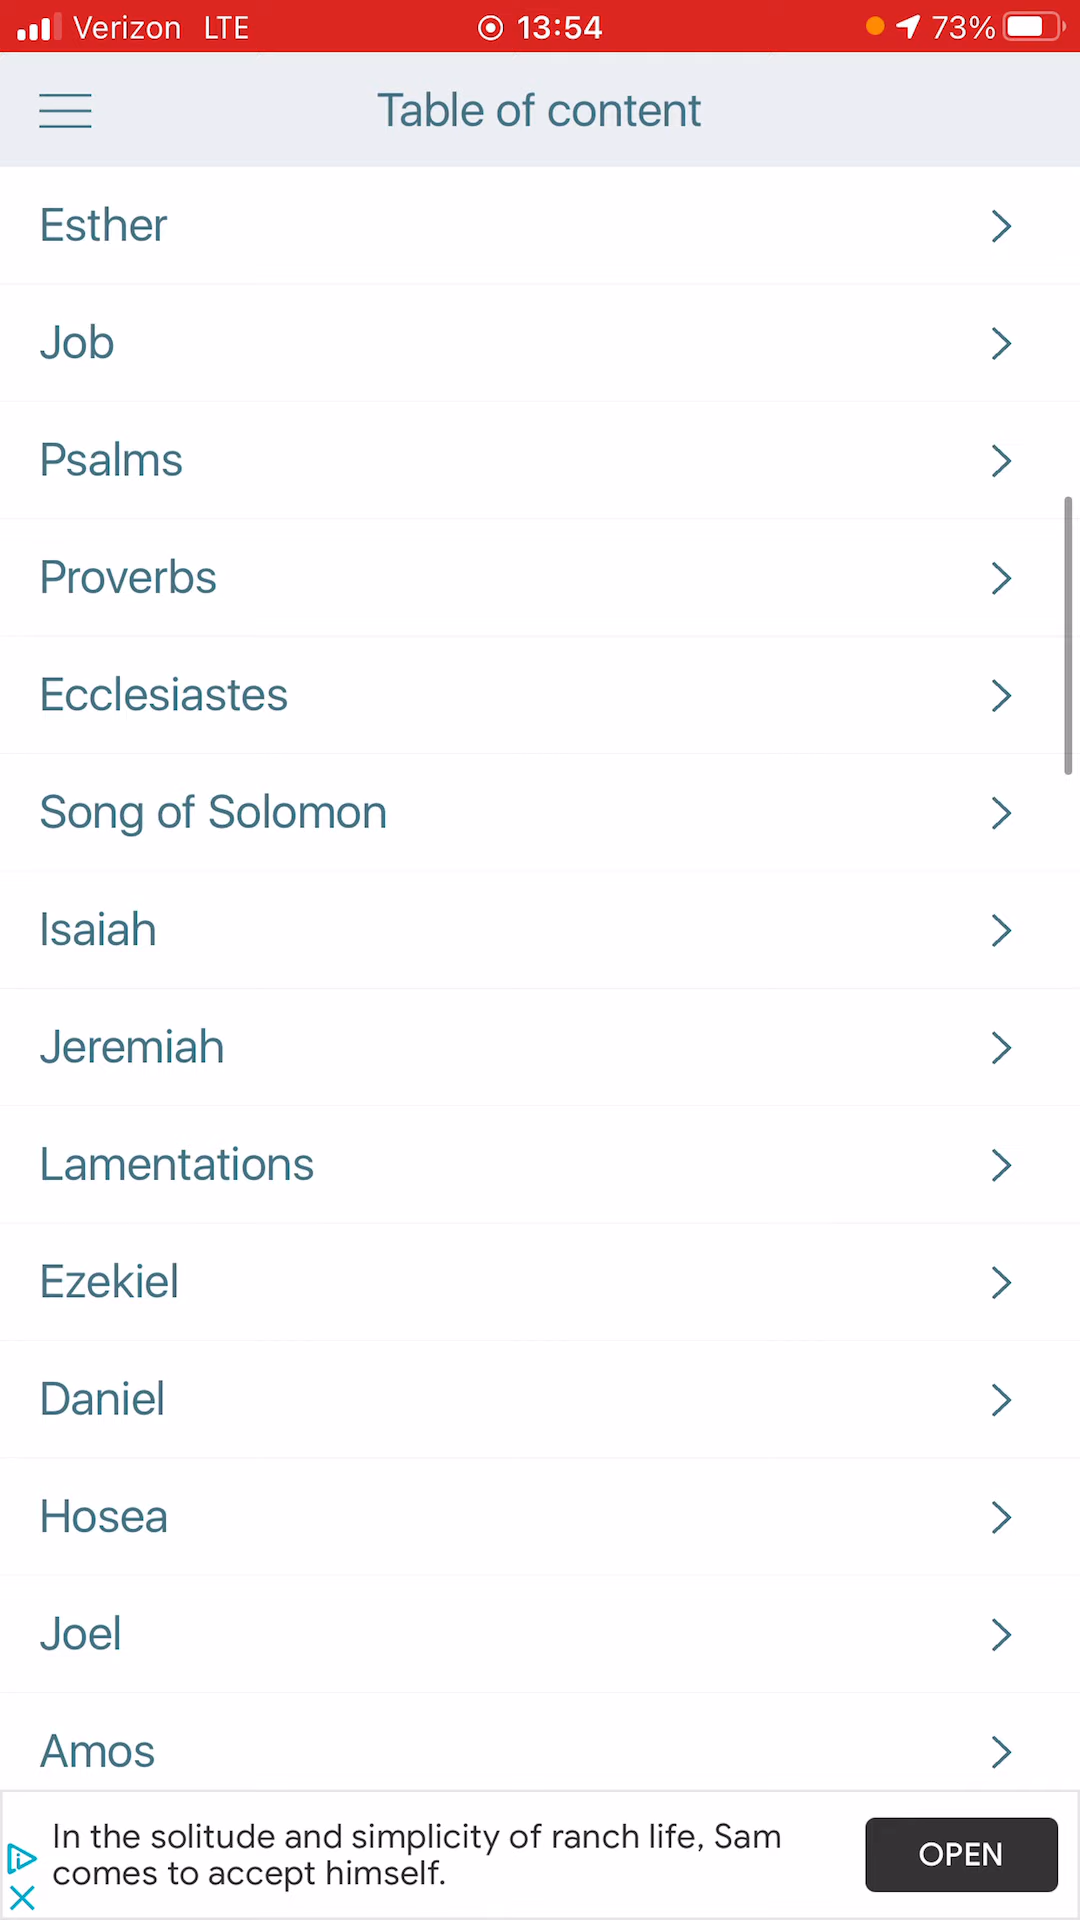 Verizon LTE 13:54 73%
Table of content
Esther
Job
Psalms
Proverbs
Ecclesiastes
Song of Solomon
Isaiah
Jeremiah
Lamentations
Ezekiel
Daniel
Hosea
Joel
Amos
In the solitude and simplicity of ranch life, Sam
comes to accept himself.
OPEN